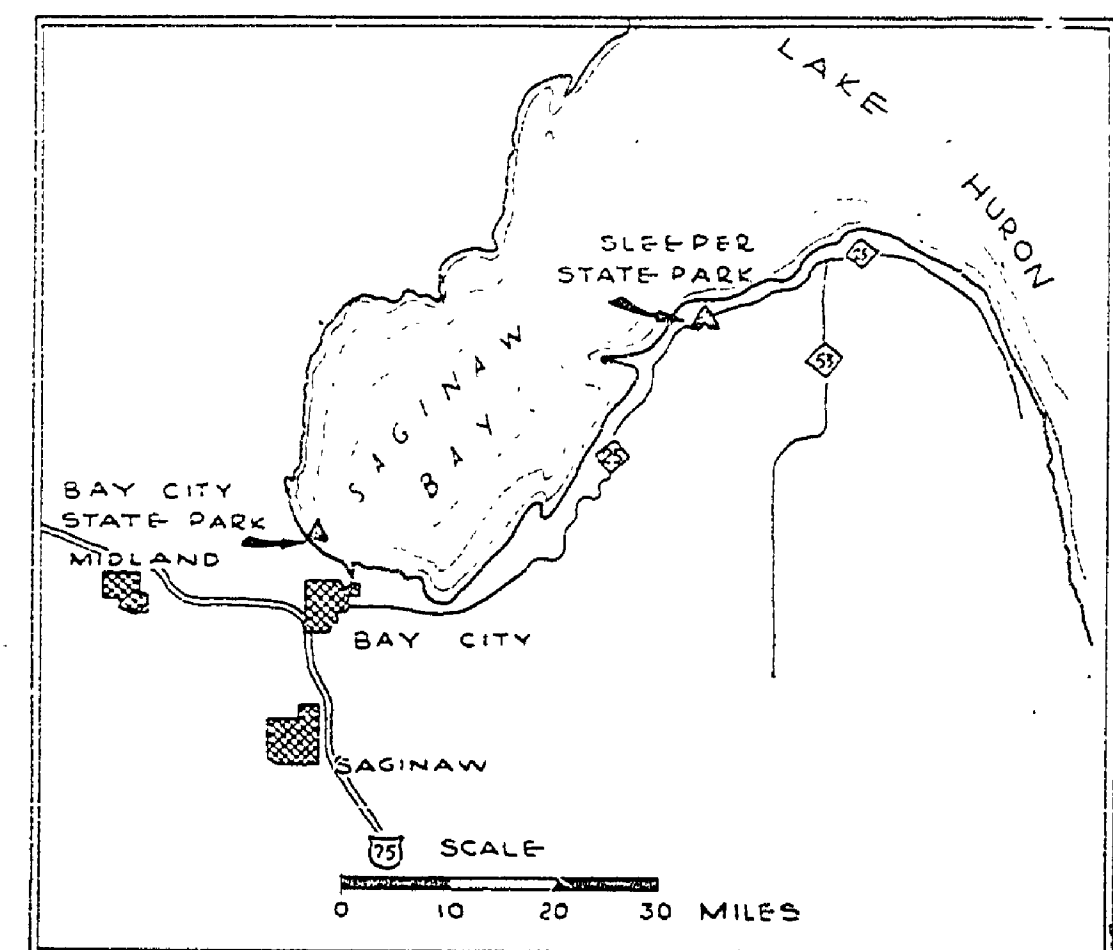 LAKE
HURON
SLEEPER
STATE PARK
25
53
SAGINAW
BAY
25
BAY CITY
STATE PARK
MIDLAND
BAY CITY
SAGINAW
75
SCALE
0 10 20 30 MILES